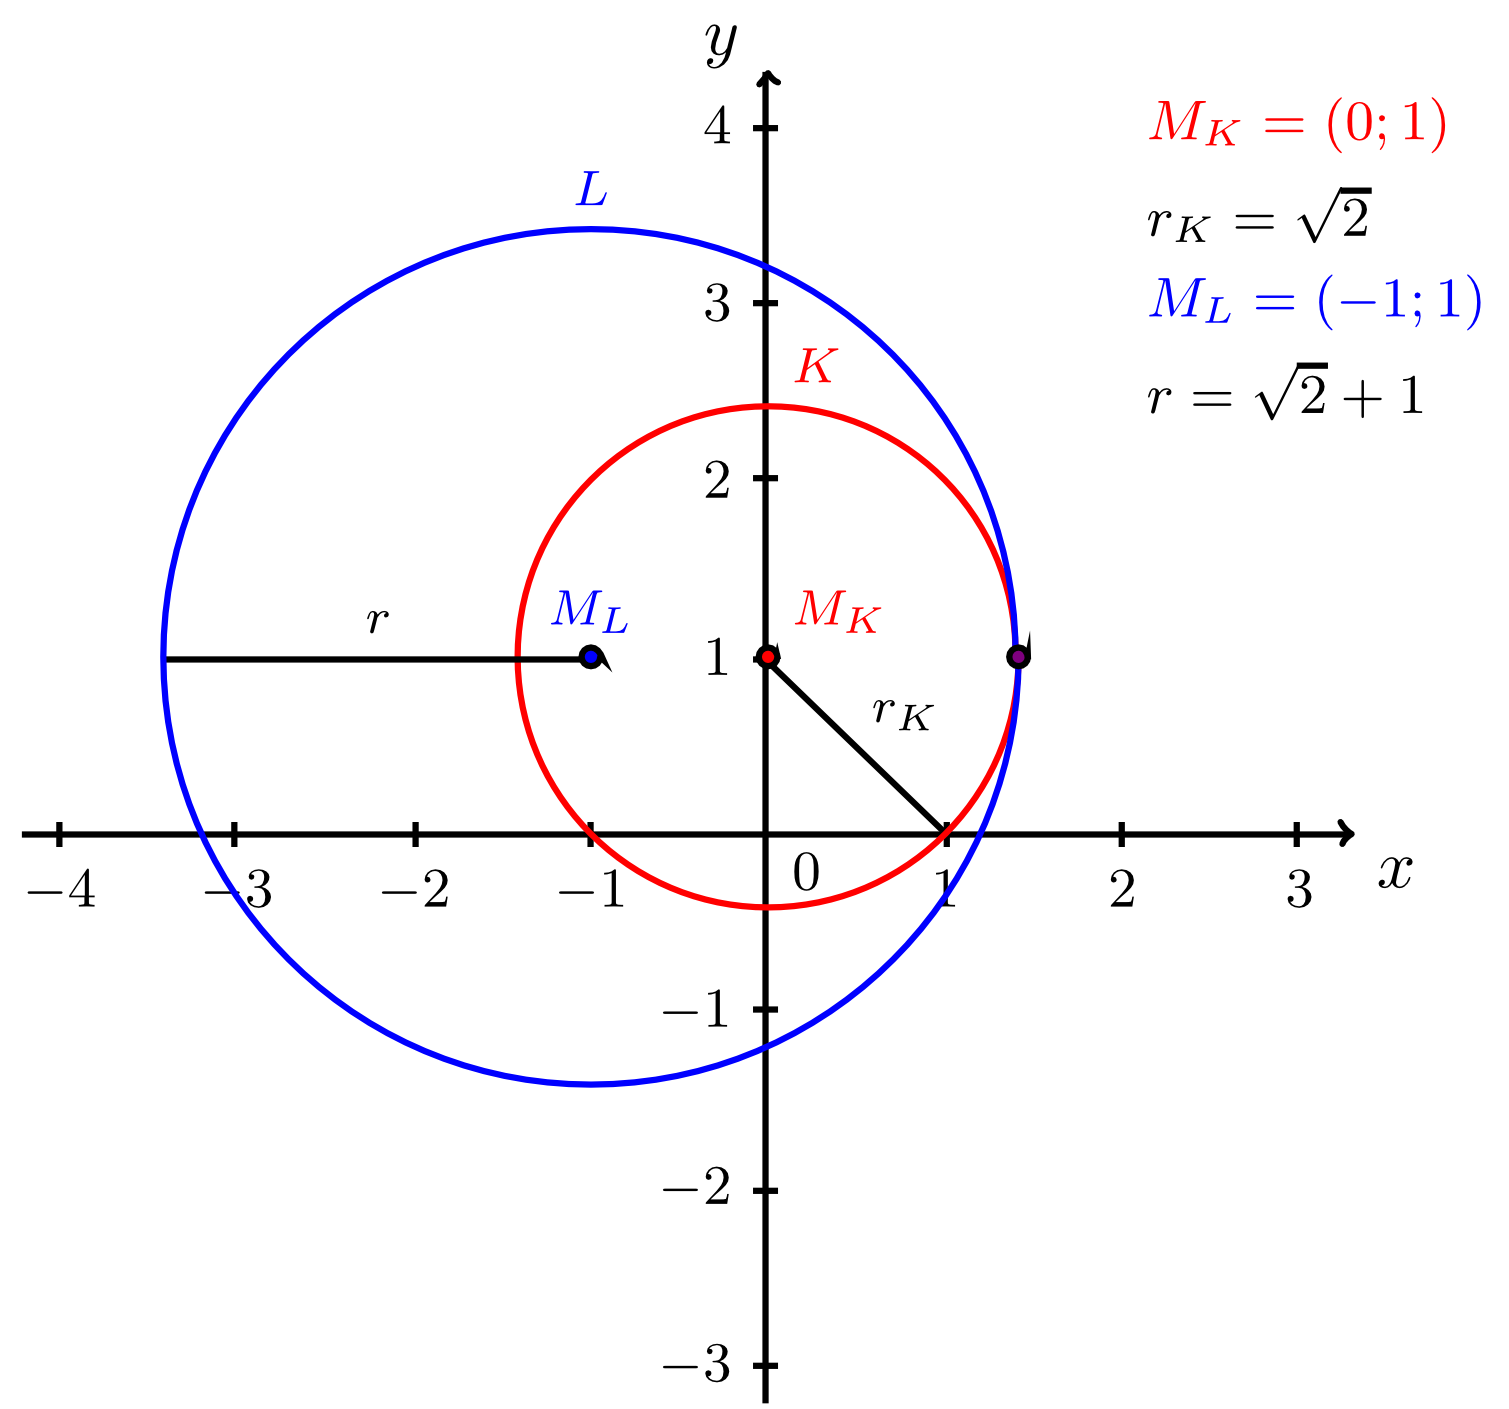 y
4
M_K = (0; 1)
L
r_K = √2
3
M_L = (−1; 1)
K
r = √2 + 1
2
r
M_L
M_K
1
r_K
0
x
−4 −3 −2 −1 1 2 3
−1
−2
−3